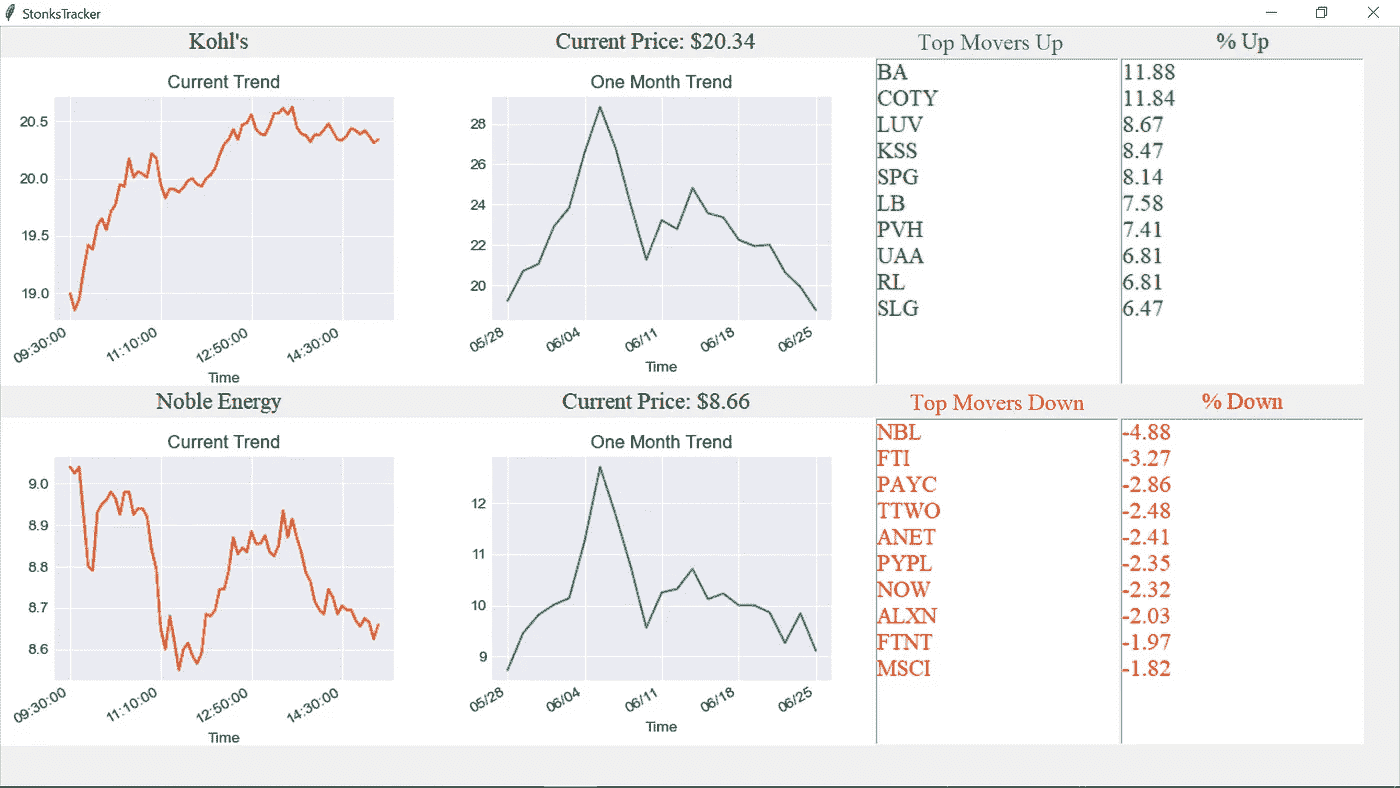 StonksTracker
Kohl's
Current Price: $20.34
Current Trend
20.5
20.0
19.5
19.0
09:30:00
11:10:00
12:50:00
14:30:00
Time
One Month Trend
28
26
24
22
20
05/28
06/04
06/11
06/18
06/25
Time
Top Movers Up
% Up
BA 11.88
COTY 11.84
LUV 8.67
KSS 8.47
SPG 8.14
LB 7.58
PVH 7.41
UAA 6.81
RL 6.81
SLG 6.47
Noble Energy
Current Price: $8.66
Current Trend
9.0
8.9
8.8
8.7
8.6
09:30:00
11:10:00
12:50:00
14:30:00
Time
One Month Trend
12
11
10
9
05/28
06/04
06/11
06/18
06/25
Time
Top Movers Down
% Down
NBL -4.88
FTI -3.27
PAYC -2.86
TTWO -2.48
ANET -2.41
PYPL -2.35
NOW -2.32
ALXN -2.03
FTNT -1.97
MSCI -1.82